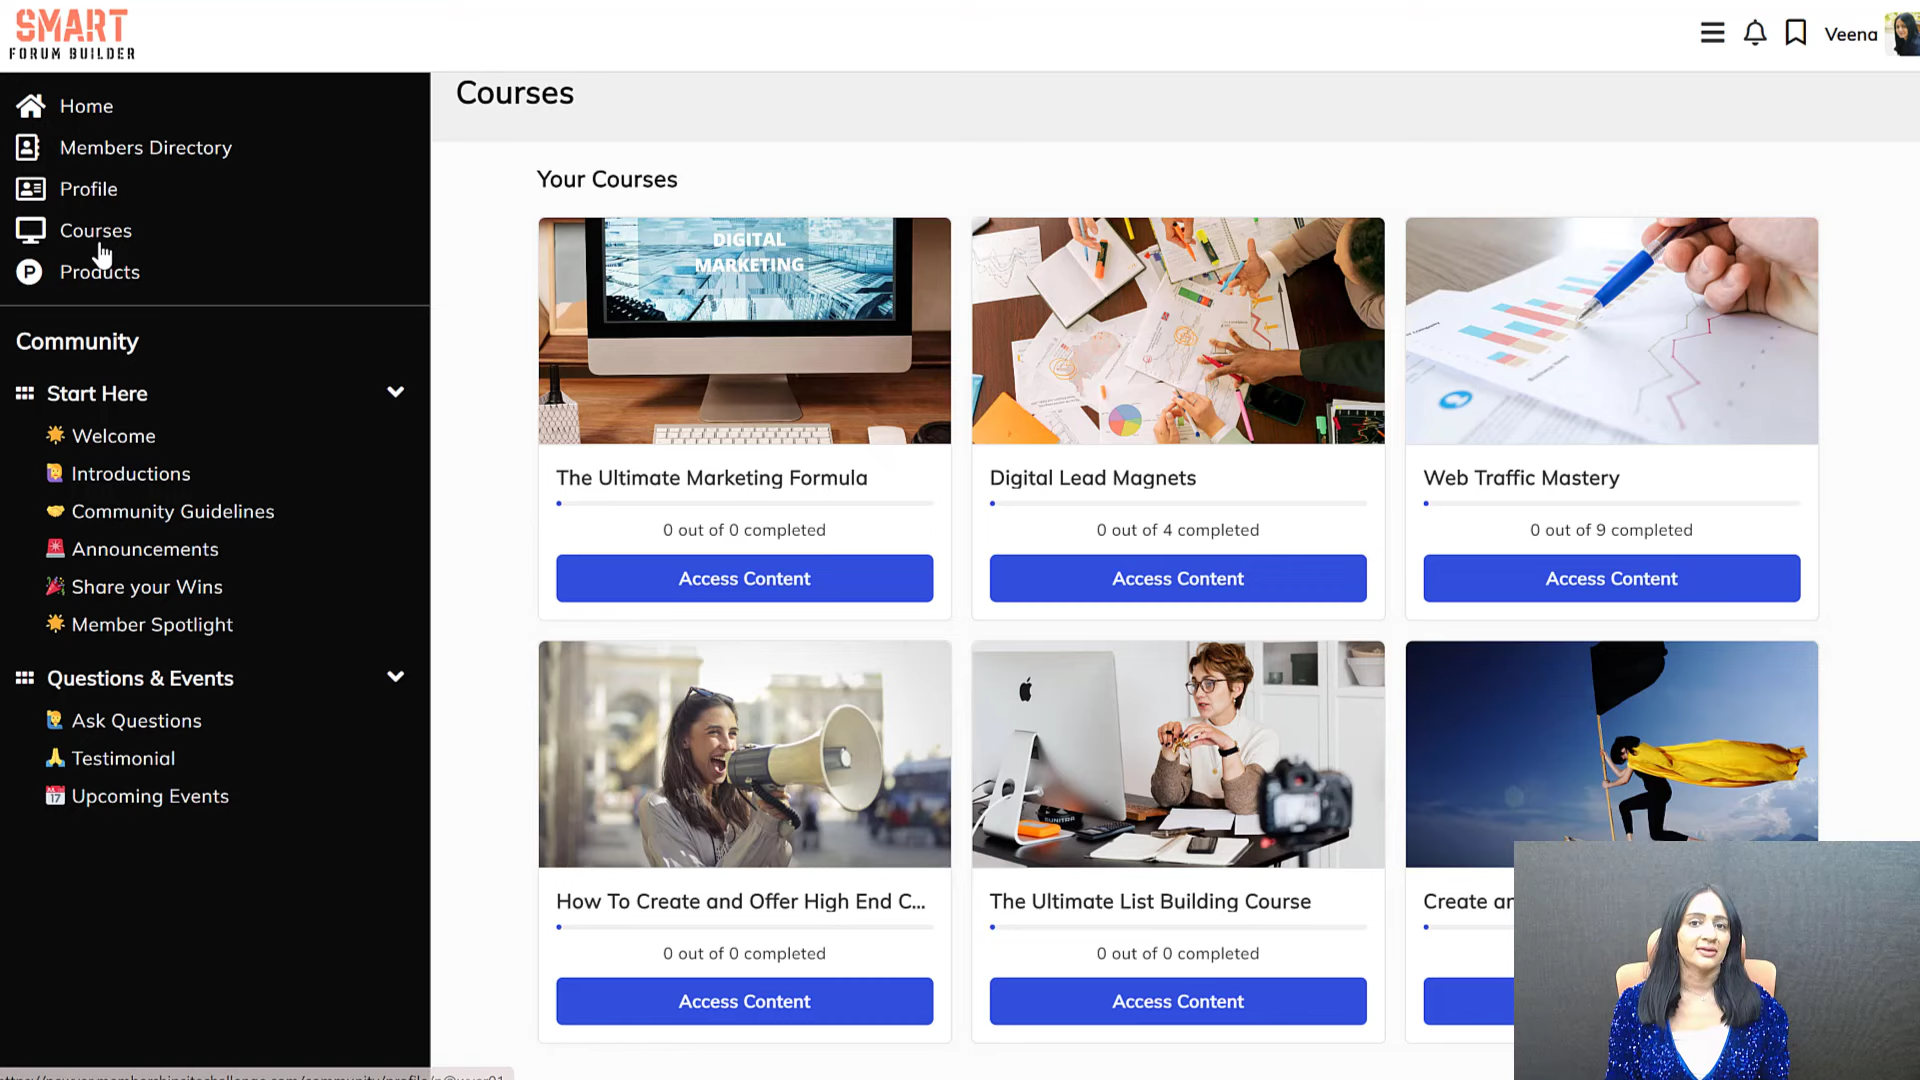 SMART
FORUM BUILDER
Veena
Home
Members Directory
Profile
Courses
Products
Community
Start Here
Welcome
Introductions
Community Guidelines
Announcements
Share your Wins
Member Spotlight
Questions & Events
Ask Questions
Testimonial
Upcoming Events
Courses
Your Courses
DIGITAL
MARKETING
The Ultimate Marketing Formula
0 out of 0 completed
Access Content
Digital Lead Magnets
0 out of 4 completed
Access Content
Web Traffic Mastery
0 out of 9 completed
Access Content
How To Create and Offer High End C...
0 out of 0 completed
Access Content
The Ultimate List Building Course
0 out of 0 completed
Access Content
Create